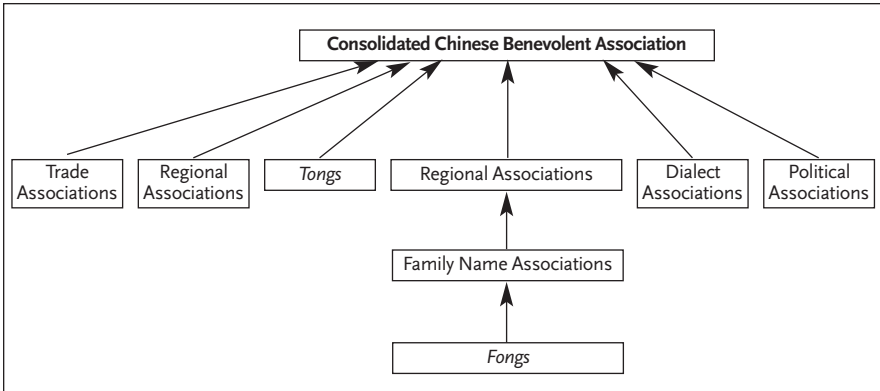 Consolidated Chinese Benevolent Association
Trade
Associations
Regional
Associations
Tongs
Regional Associations
Dialect
Associations
Political
Associations
Family Name Associations
Fongs